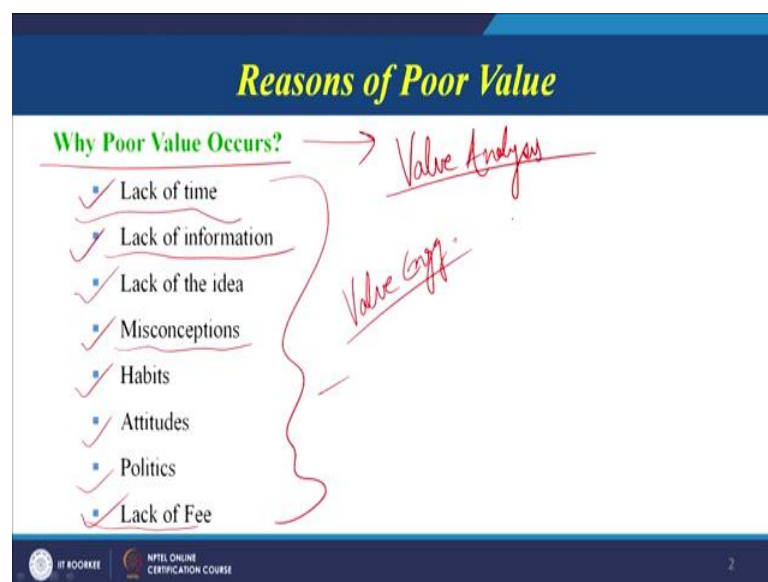 Reasons of Poor Value
Why Poor Value Occurs?
Value Analysis
Lack of time
Lack of information
Lack of the idea
Value Engg.
Misconceptions
Habits
Attitudes
Politics
Lack of Fee
IT ROORKEE
NPTEL ONLINE
CERTIFICATION COURSE
2